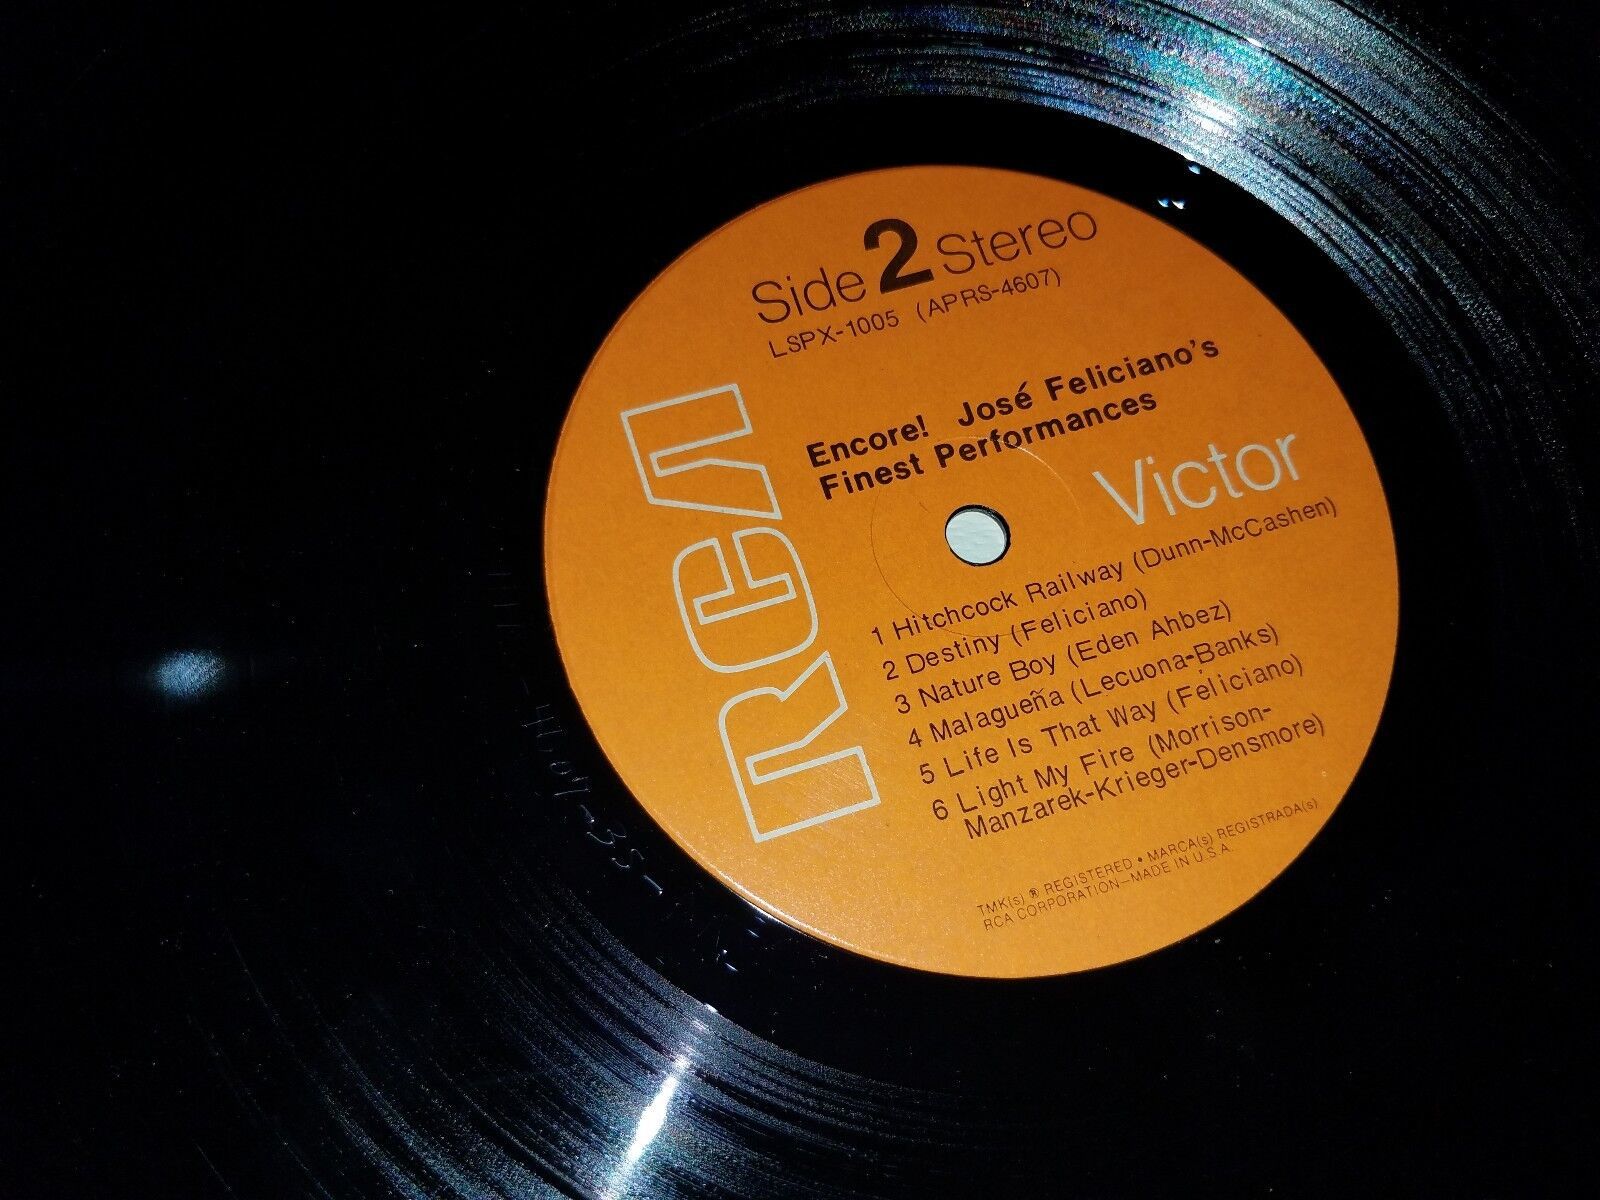 Side 2 Stereo
LSPX-1005 (APRS-4607)
Encore! José Feliciano's
Finest Performances
RCA
Victor
1 Hitchcock Railway (Dunn-McCashen)
2 Destiny (Feliciano)
3 Nature Boy (Eden Ahbez)
4 Malagueña (Lecuona-Banks)
5 Life Is That Way (Feliciano)
6 Light My Fire (Morrison-
Manzarek-Krieger-Densmore)
TMK(s) ® REGISTERED • MARCA(s) REGISTRADA(s)
RCA CORPORATION—MADE IN U.S.A.